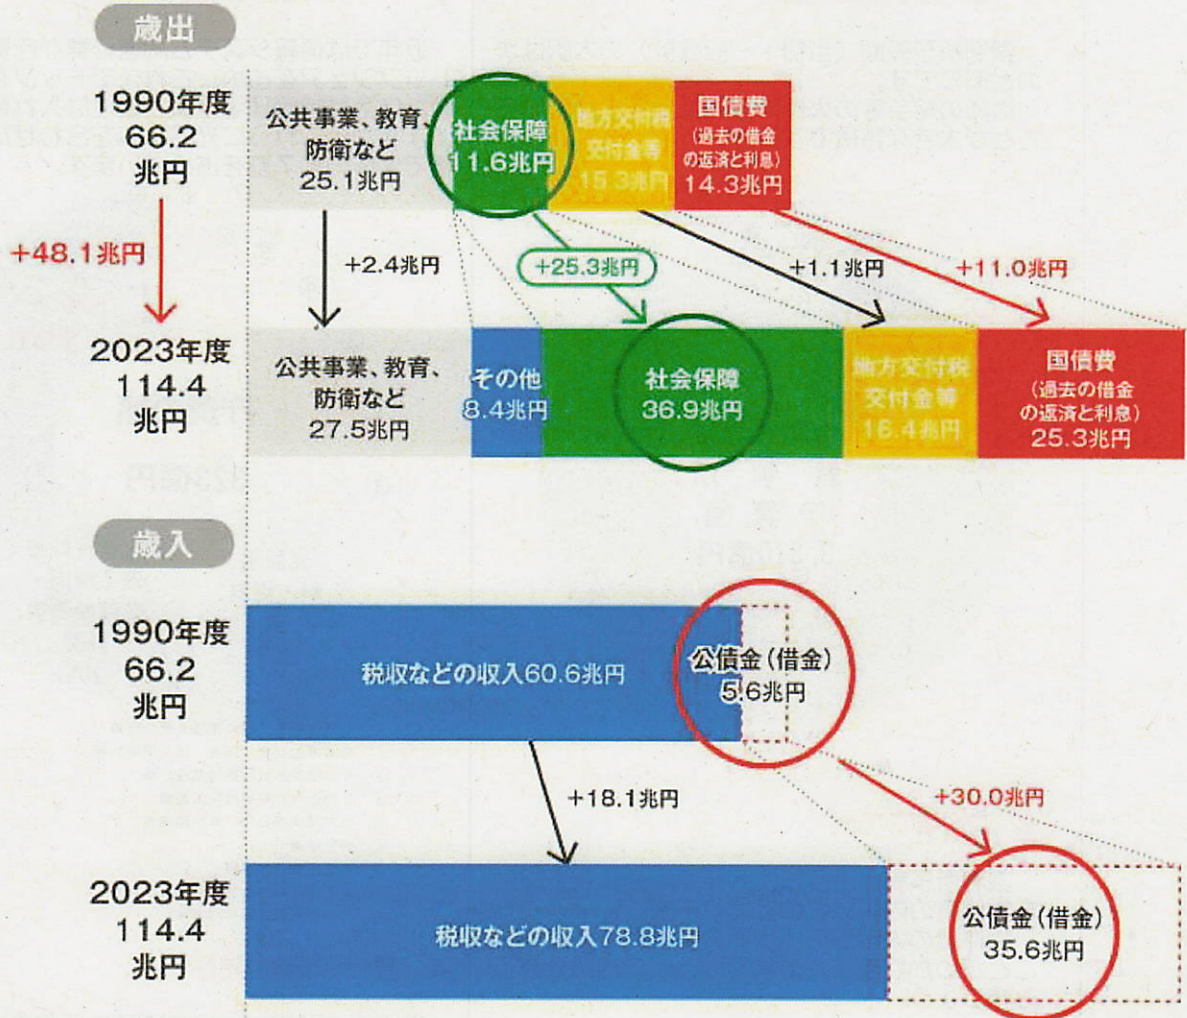 歳出
1990年度
66.2
兆円
公共事業、教育、
防衛など
25.1兆円
社会保障
11.6兆円
地方交付税
交付金等
15.3兆円
国債費
(過去の借金
の返済と利息)
14.3兆円
+48.1兆円
+2.4兆円
+25.3兆円
+1.1兆円
+11.0兆円
2023年度
114.4
兆円
公共事業、教育、
防衛など
27.5兆円
その他
8.4兆円
社会保障
36.9兆円
地方交付税
交付金等
16.4兆円
国債費
(過去の借金
の返済と利息)
25.3兆円
歳入
1990年度
66.2
兆円
税収などの収入60.6兆円
公債金(借金)
5.6兆円
+18.1兆円
+30.0兆円
2023年度
114.4
兆円
税収などの収入78.8兆円
公債金(借金)
35.6兆円